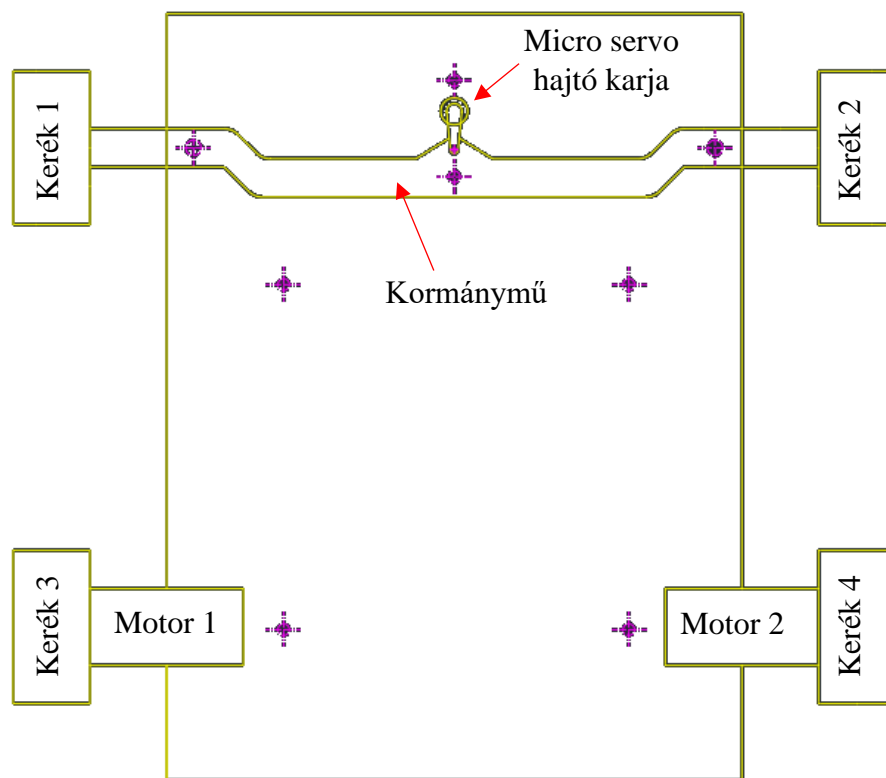 Micro servo
hajtó karja
Kerék 1
Kerék 2
Kormánymű
Kerék 3
Motor 1
Motor 2
Kerék 4